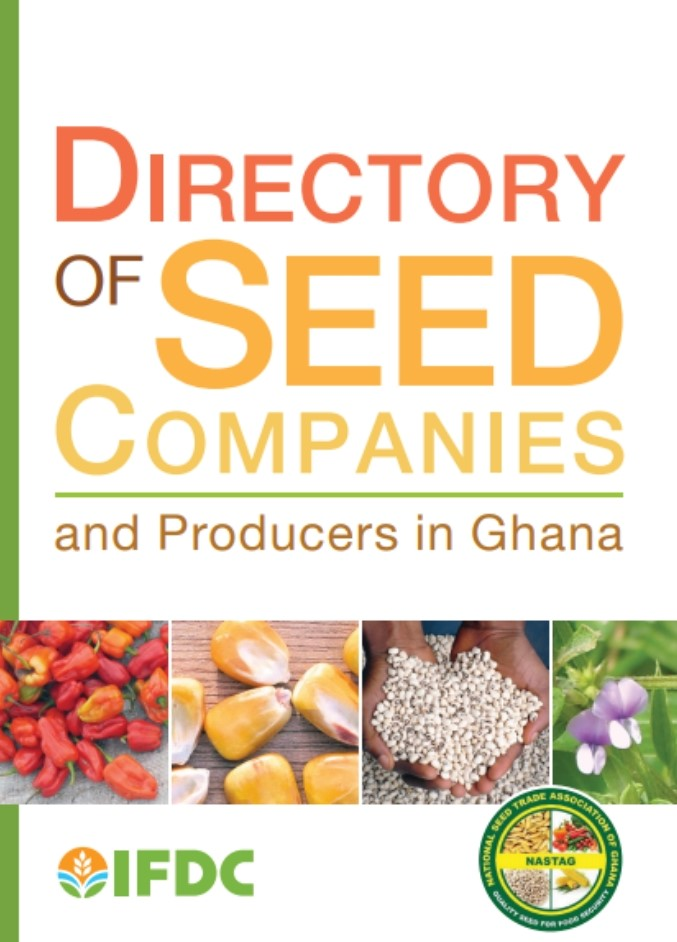 DIRECTORY
OF SEED
COMPANIES
and Producers in Ghana
IFDC
NATIONAL SEED TRADE ASSOCIATION OF GHANA
NASTAG
QUALITY SEED FOR FOOD SECURITY